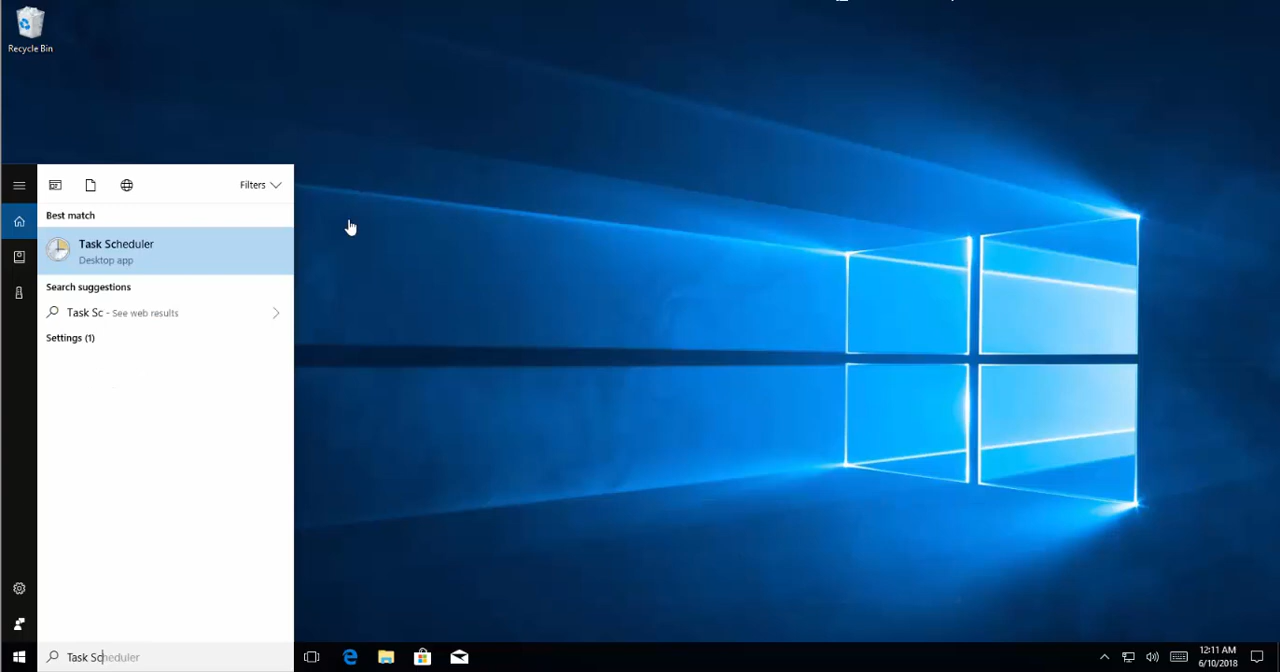 Recycle Bin
Filters
Best match
Task Scheduler
Desktop app
Search suggestions
Task Sc - See web results
Settings (1)
Task Scheduler
12:11 AM
6/10/2018